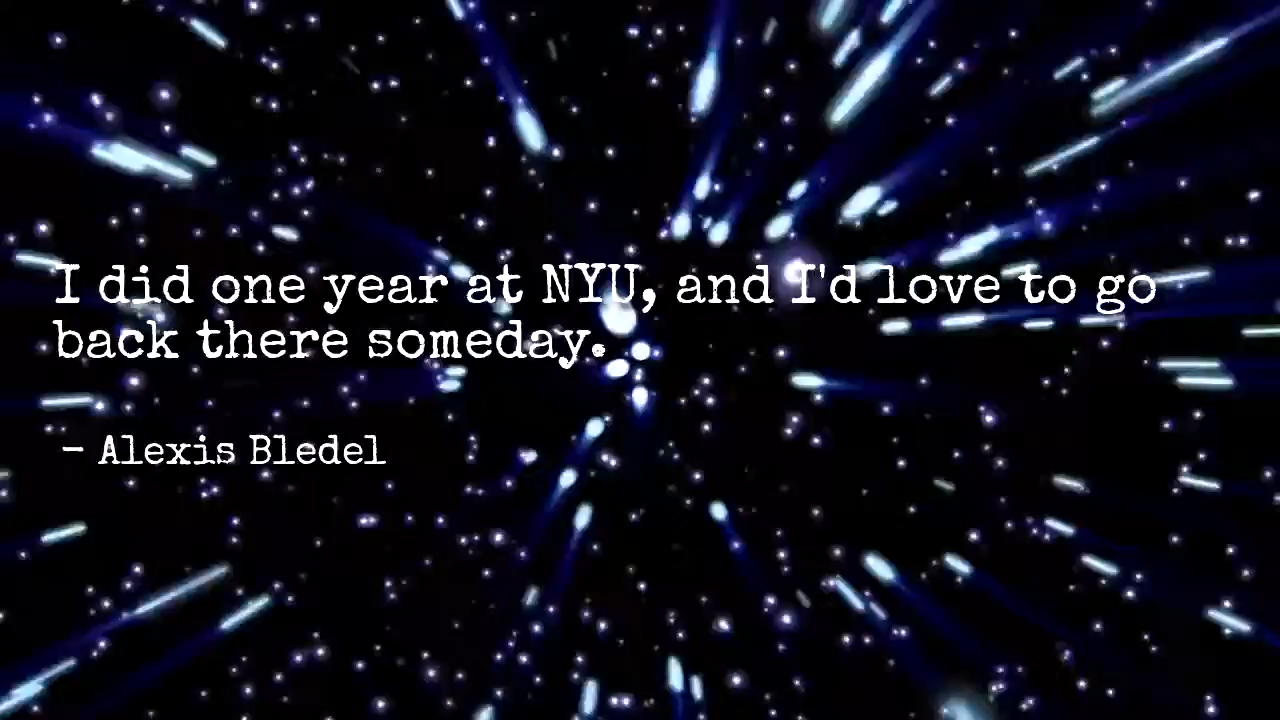 I did one year at NYU, and I'd love to go
back there someday.
- Alexis Bledel